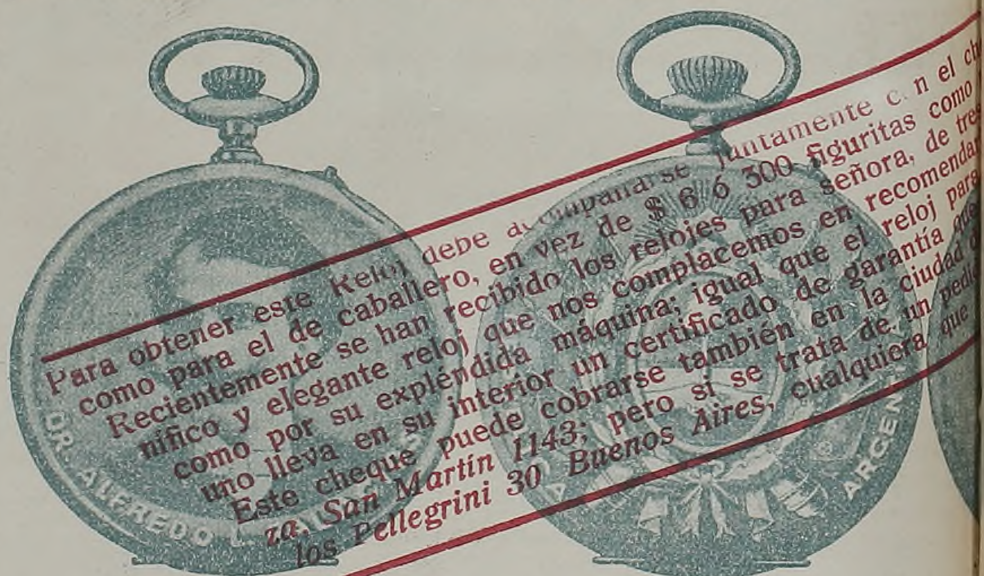 Para obtener este Reloj debe acompañarse juntamente c n el
como para el de caballero, en vez de $ 6 ó 300 figuritas como
Recientemente se han recibido los relojes para señora, de tres
nífico y elegante reloj que nos complacemos en recomendar
como por su expléndida máquina; igual que el reloj para
uno lleva en su interior un certificado de garantía que
Este cheque puede cobrarse también en la ciudad d
za, San Martín 1143; pero si se trata de un pedid
los Pellegrini 30 Buenos Aires, cualquiera que
DR. ALFREDO L.
ARGEN